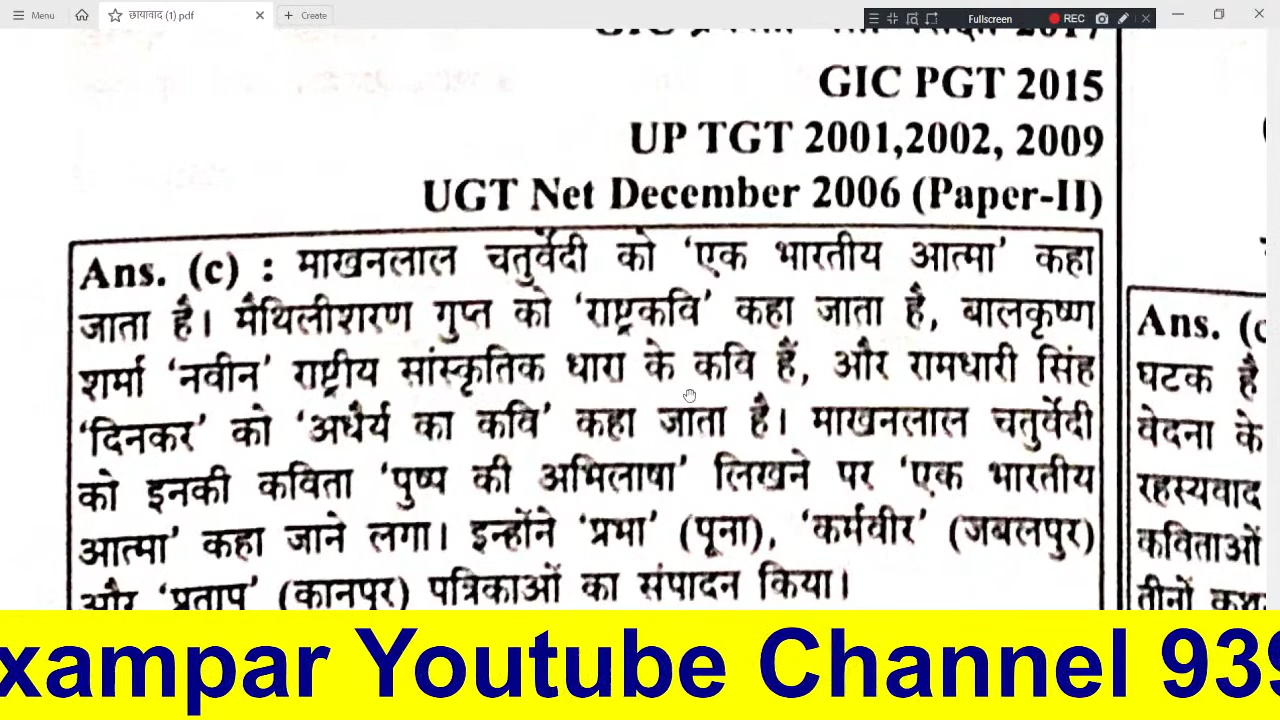 Menu
छायावाद (1).pdf
Create
Fullscreen
REC
2017
GIC PGT 2015
UP TGT 2001,2002, 2009
UGT Net December 2006 (Paper-II)
Ans. (c) : माखनलाल चतुर्वेदी को ‘एक भारतीय आत्मा’ कहा
जाता है। मैथिलीशरण गुप्त को ‘राष्ट्रकवि’ कहा जाता है, बालकृष्ण
शर्मा ‘नवीन’ राष्ट्रीय सांस्कृतिक धारा के कवि हैं, और रामधारी सिंह
‘दिनकर’ को ‘अधैर्य का कवि’ कहा जाता है। माखनलाल चतुर्वेदी
को इनकी कविता ‘पुष्प की अभिलाषा’ लिखने पर ‘एक भारतीय
आत्मा’ कहा जाने लगा। इन्होंने ‘प्रभा’ (पूना), ‘कर्मवीर’ (जबलपुर)
और ‘प्रताप’ (कानपुर) पत्रिकाओं का संपादन किया।
Ans. (c
घटक है
वेदना के
रहस्यवाद
कविताओं
तीनों
xampar Youtube Channel 939